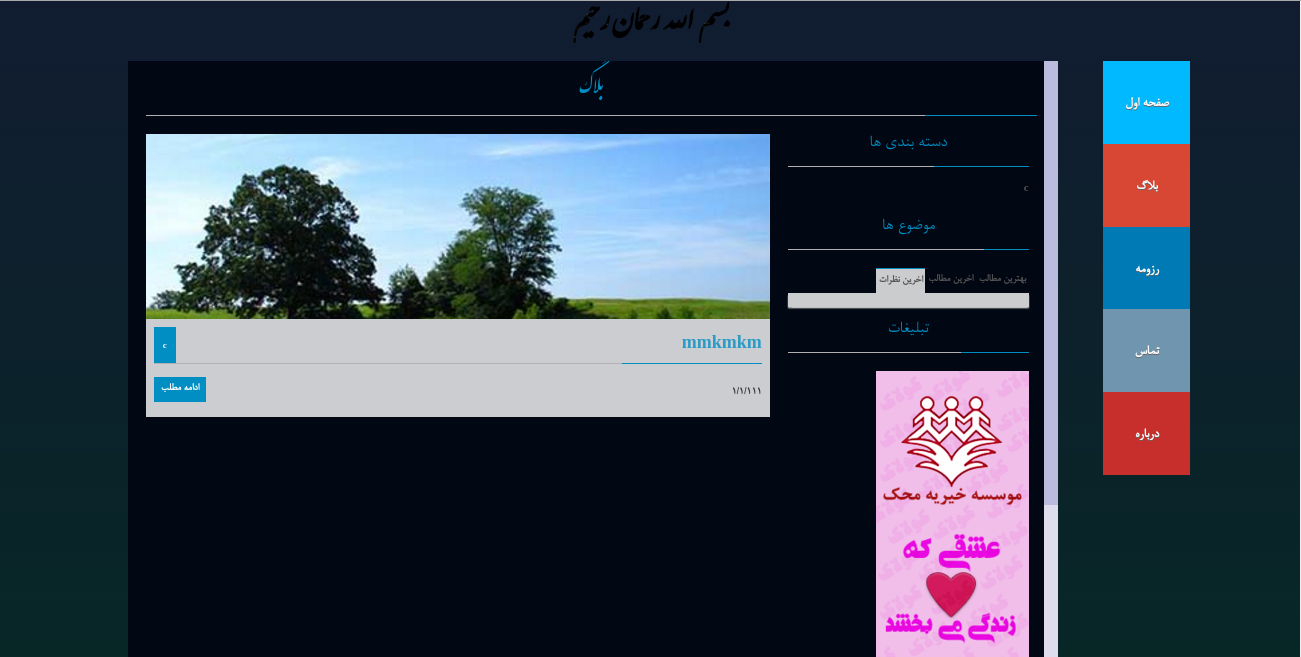 بسم الله رحمان رحیم
بلاگ
صفحه اول
بلاگ
رزومه
تماس
درباره
دسته بندی ها
c
موضوع ها
بهترین مطالب اخرین مطالب اخرین نظرات
تبلیغات
موسسه خیریه محک
عشقی که
زندگی می بخشد
mmkmkm
c
۱/۱/۱۱۱
ادامه مطلب